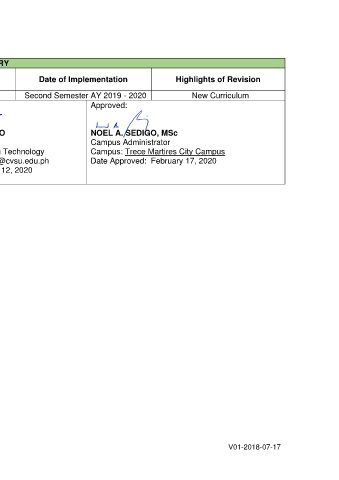 RY
Date of Implementation
Highlights of Revision
Second Semester AY 2019 - 2020
New Curriculum
Approved:
O
NOEL A. SEDIGO, MSc
Campus Administrator
Technology
Campus: Trece Martires City Campus
@cvsu.edu.ph
Date Approved: February 17, 2020
12, 2020
V01-2018-07-17